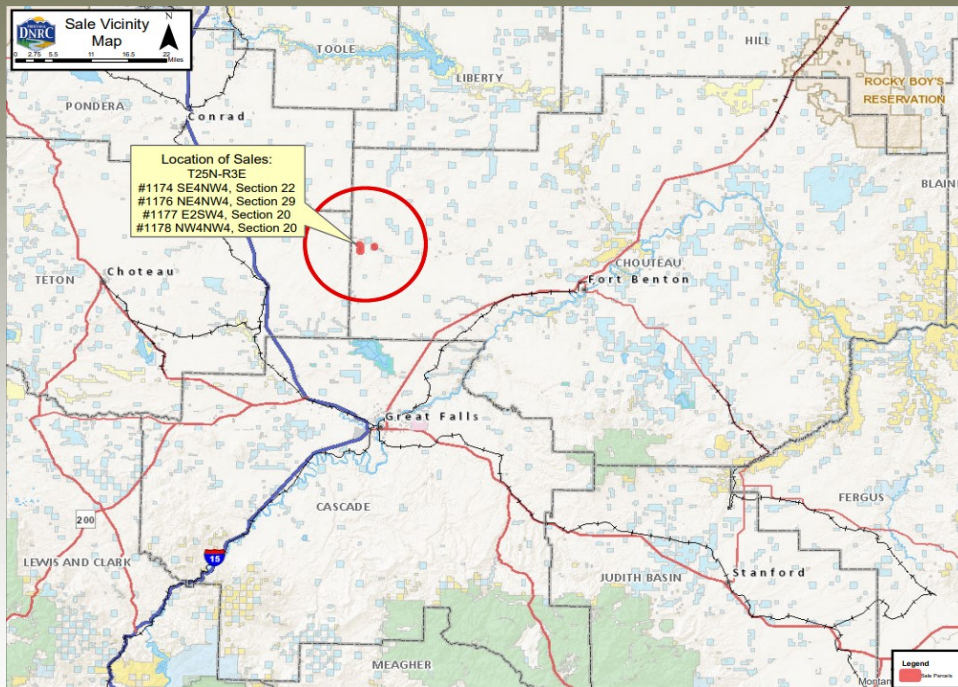 MONTANA
DNRC
Sale Vicinity
Map
N
0 2.75 5.5 11 16.5 22
Miles
TOOLE
HILL
LIBERTY
ROCKY BOY'S
RESERVATION
PONDERA
Conrad
Location of Sales:
T25N-R3E
#1174 SE4NW4, Section 22
#1176 NE4NW4, Section 29
#1177 E2SW4, Section 20
#1178 NW4NW4, Section 20
BLAINE
TETON
Choteau
CHOUTEAU
Fort Benton
Great Falls
CASCADE
200
FERGUS
15
LEWIS AND CLARK
JUDITH BASIN
Stanford
MEAGHER
Legend
Sale Parcels
Montan